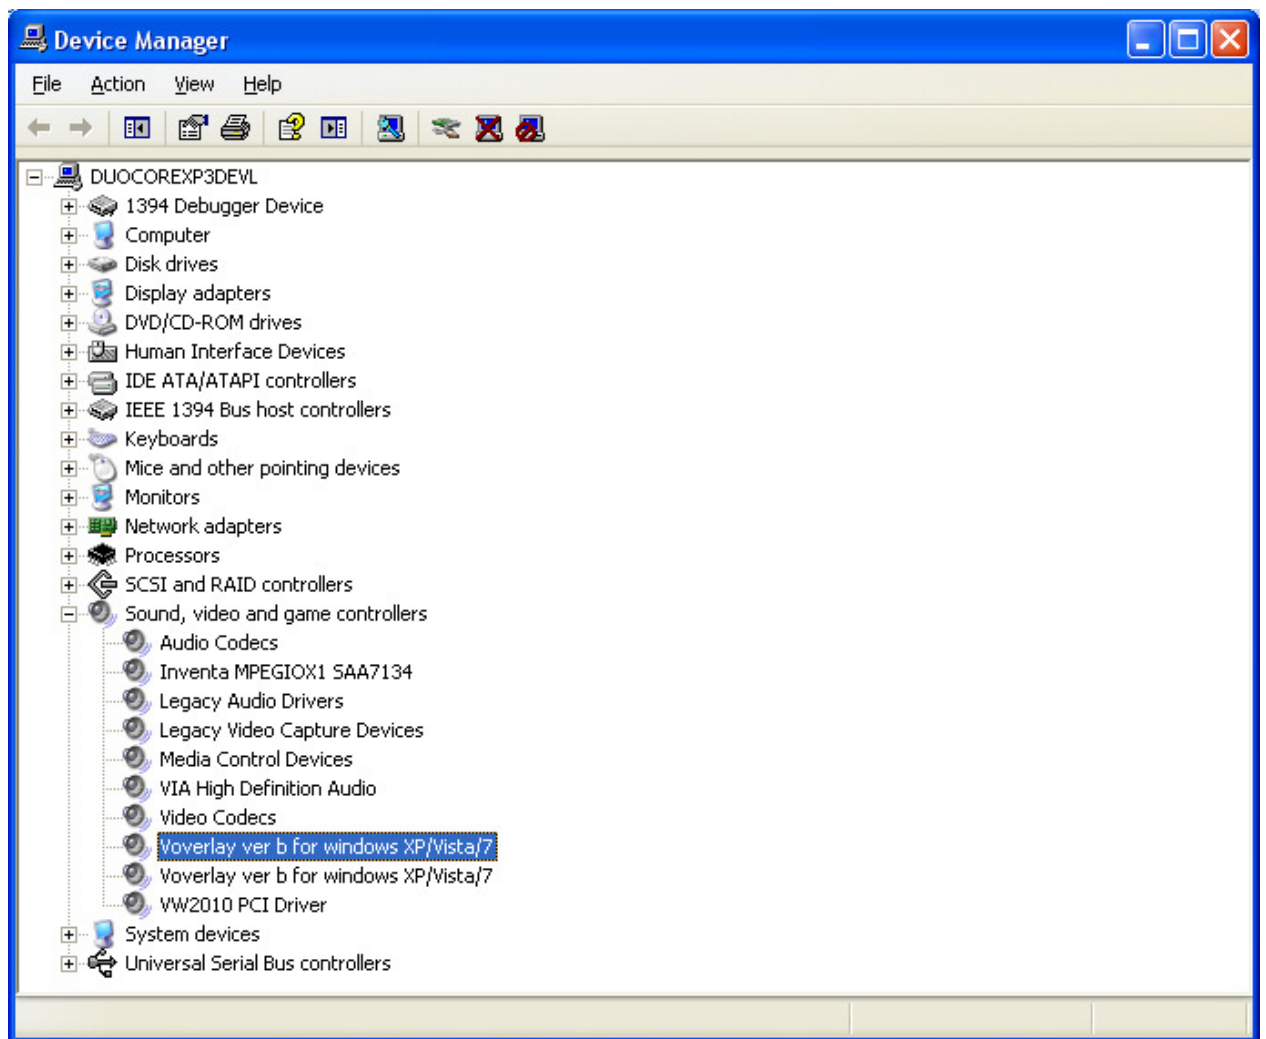 Device Manager
File Action View Help
DUOCOREXP3DEVL
1394 Debugger Device
Computer
Disk drives
Display adapters
DVD/CD-ROM drives
Human Interface Devices
IDE ATA/ATAPI controllers
IEEE 1394 Bus host controllers
Keyboards
Mice and other pointing devices
Monitors
Network adapters
Processors
SCSI and RAID controllers
Sound, video and game controllers
Audio Codecs
Inventa MPEGIOX1 SAA7134
Legacy Audio Drivers
Legacy Video Capture Devices
Media Control Devices
VIA High Definition Audio
Video Codecs
Voverlay ver b for windows XP/Vista/7
Voverlay ver b for windows XP/Vista/7
VW2010 PCI Driver
System devices
Universal Serial Bus controllers